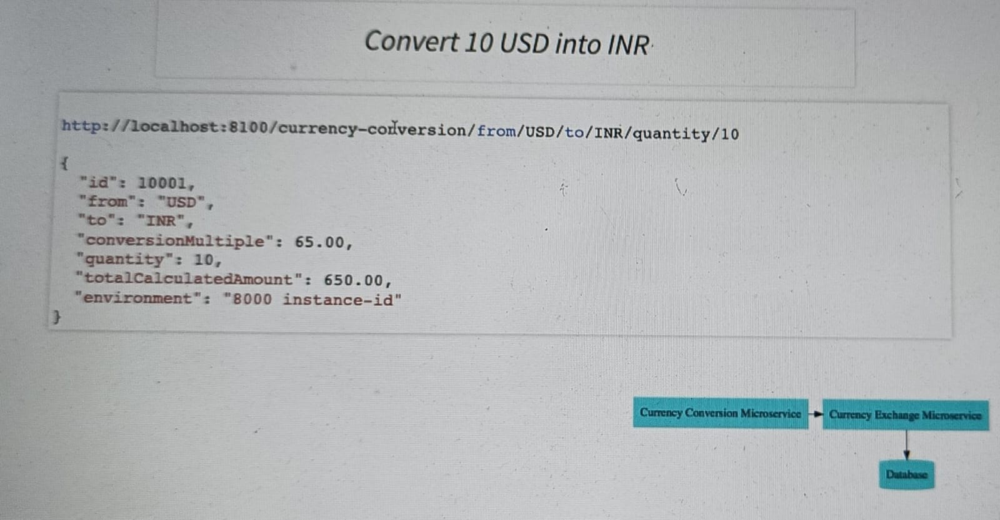 Convert 10 USD into INR
http://localhost:8100/currency-conversion/from/USD/to/INR/quantity/10
{
"id": 10001,
"from": "USD",
"to": "INR",
"conversionMultiple": 65.00,
"quantity": 10,
"totalCalculatedAmount": 650.00,
"environment": "8000 instance-id"
}
Currency Conversion Microservice
Currency Exchange Microservice
Database